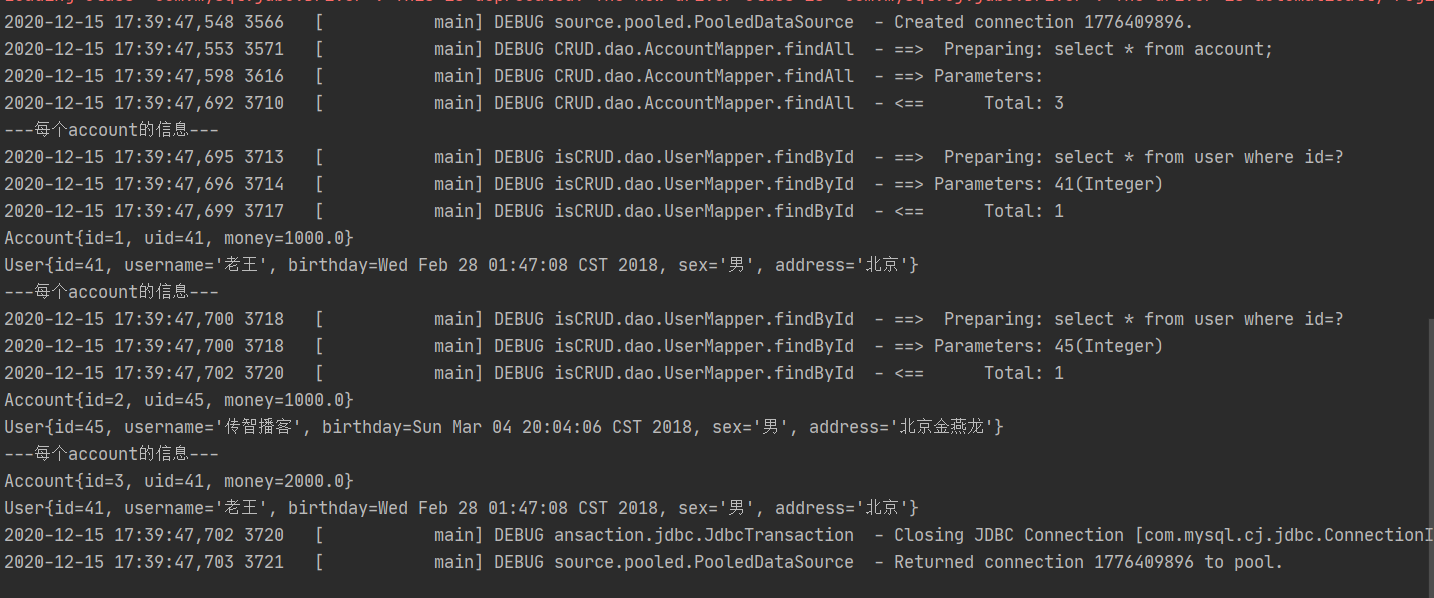 2020-12-15 17:39:47,548 3566   [           main] DEBUG source.pooled.PooledDataSource  - Created connection 1776409896.
2020-12-15 17:39:47,553 3571   [           main] DEBUG CRUD.dao.AccountMapper.findAll  - ==>  Preparing: select * from account;
2020-12-15 17:39:47,598 3616   [           main] DEBUG CRUD.dao.AccountMapper.findAll  - ==> Parameters:
2020-12-15 17:39:47,692 3710   [           main] DEBUG CRUD.dao.AccountMapper.findAll  - <==      Total: 3
---每个account的信息---
2020-12-15 17:39:47,695 3713   [           main] DEBUG isCRUD.dao.UserMapper.findById  - ==>  Preparing: select * from user where id=?
2020-12-15 17:39:47,696 3714   [           main] DEBUG isCRUD.dao.UserMapper.findById  - ==> Parameters: 41(Integer)
2020-12-15 17:39:47,699 3717   [           main] DEBUG isCRUD.dao.UserMapper.findById  - <==      Total: 1
Account{id=1, uid=41, money=1000.0}
User{id=41, username='老王', birthday=Wed Feb 28 01:47:08 CST 2018, sex='男', address='北京'}
---每个account的信息---
2020-12-15 17:39:47,700 3718   [           main] DEBUG isCRUD.dao.UserMapper.findById  - ==>  Preparing: select * from user where id=?
2020-12-15 17:39:47,700 3718   [           main] DEBUG isCRUD.dao.UserMapper.findById  - ==> Parameters: 45(Integer)
2020-12-15 17:39:47,702 3720   [           main] DEBUG isCRUD.dao.UserMapper.findById  - <==      Total: 1
Account{id=2, uid=45, money=1000.0}
User{id=45, username='传智播客', birthday=Sun Mar 04 20:04:06 CST 2018, sex='男', address='北京金燕龙'}
---每个account的信息---
Account{id=3, uid=41, money=2000.0}
User{id=41, username='老王', birthday=Wed Feb 28 01:47:08 CST 2018, sex='男', address='北京'}
2020-12-15 17:39:47,702 3720   [           main] DEBUG ansaction.jdbc.JdbcTransaction  - Closing JDBC Connection [com.mysql.cj.jdbc.ConnectionI
2020-12-15 17:39:47,703 3721   [           main] DEBUG source.pooled.PooledDataSource  - Returned connection 1776409896 to pool.